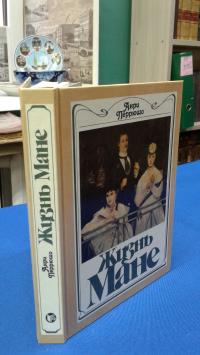 Анри Перрюшо
Жизнь
Мане
Анри
Перрюшо
Жизнь Мане